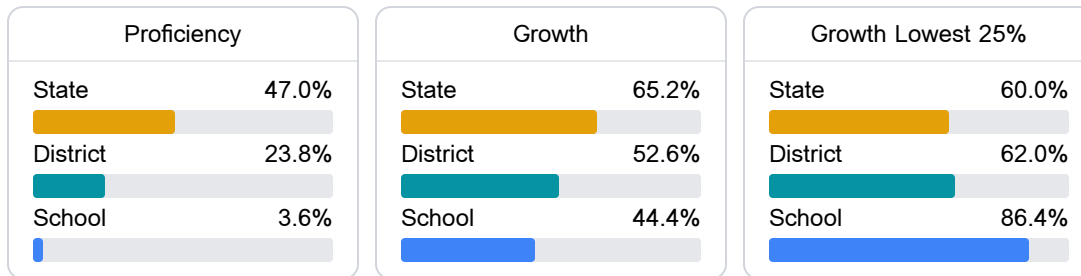 Proficiency
State 47.0%
District 23.8%
School 3.6%
Growth
State 65.2%
District 52.6%
School 44.4%
Growth Lowest 25%
State 60.0%
District 62.0%
School 86.4%